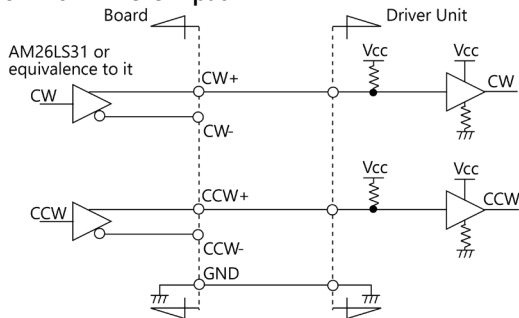 Board
Driver Unit
AM26LS31 or
equivalence to it
Vcc
Vcc
CW
CW+
CW
CW-
Vcc
Vcc
CCW
CCW+
CCW
CCW-
GND